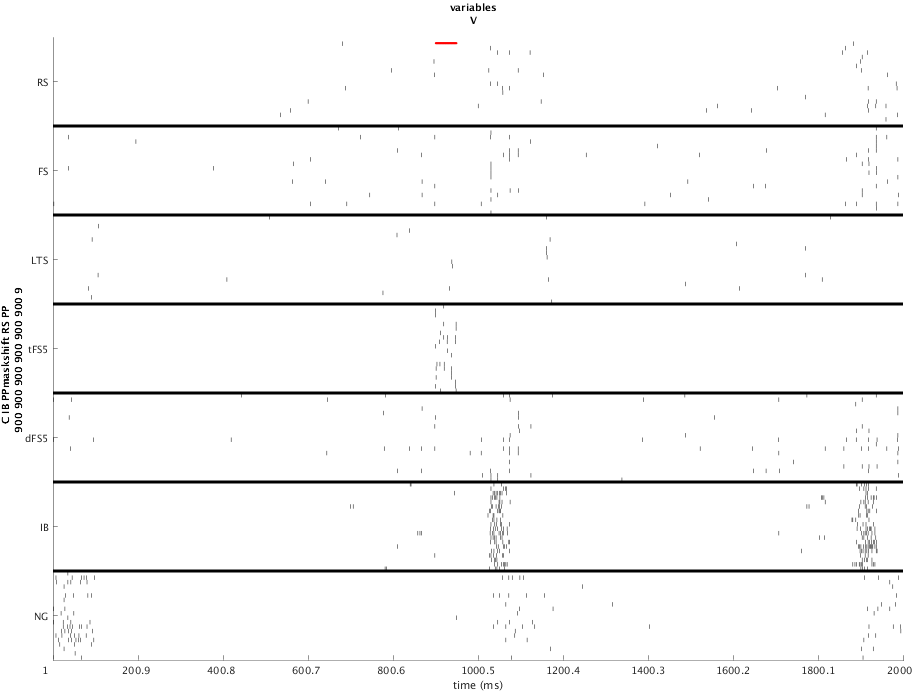 variables
V
RS
FS
LTS
tFS5
dFS5
IB
NG
C IB PPmaskshift RS PP
900 900 900 900 900 900 9
1 200.9 400.8 600.7 800.6 1000.5 1200.4 1400.3 1600.2 1800.1 2000
time (ms)